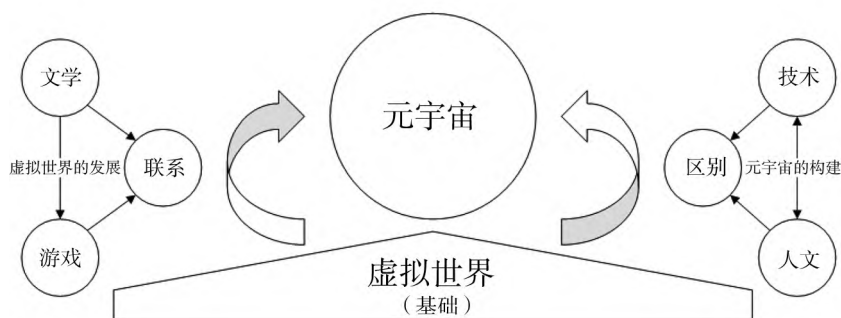 文学
虚拟世界的发展
联系
游戏
元宇宙
技术
区别
元宇宙的构建
人文
虚拟世界
（基础）